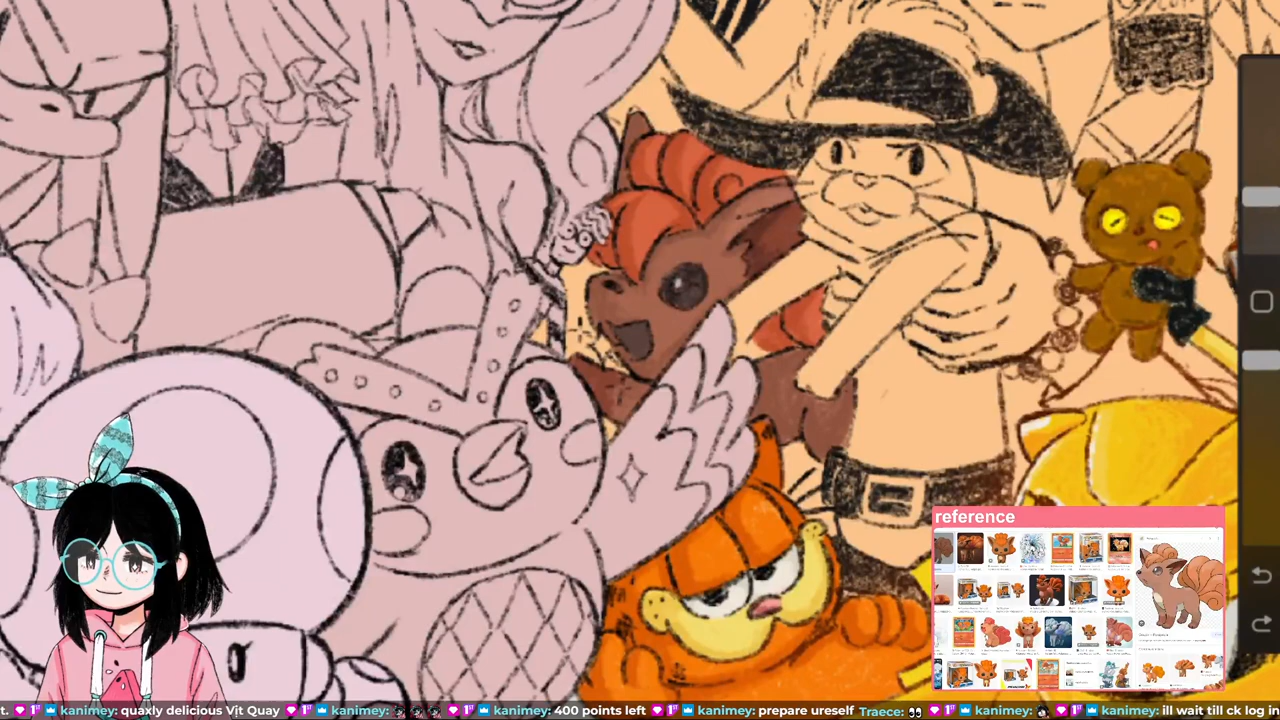 reference
t. kanimey: quaxly delicious Vịt Quay kanimey: kanimey: 400 points left kanimey: prepare ureself Traece: 👀 kanimey: kanimey: ill wait till ck log in